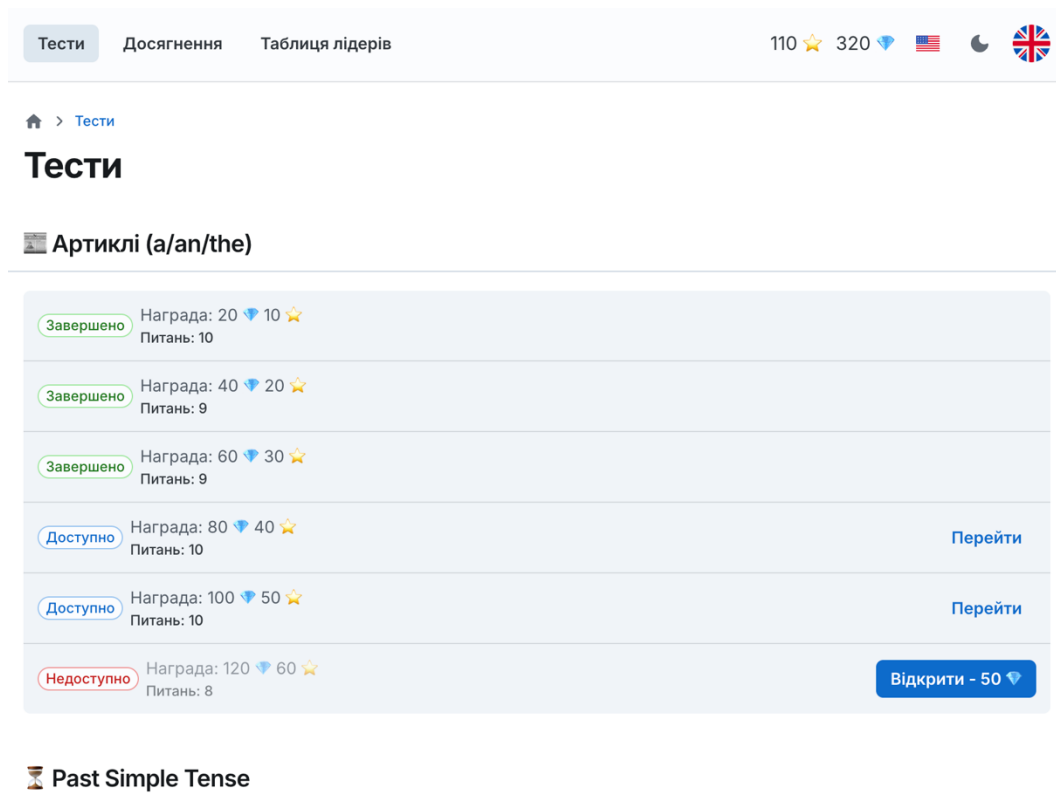 Тести Досягнення Таблиця лідерів 110 ⭐ 320 💎
Тести
Тести
Артиклі (a/an/the)
Завершено
Награда: 20 💎 10 ⭐
Питань: 10
Завершено
Награда: 40 💎 20 ⭐
Питань: 9
Завершено
Награда: 60 💎 30 ⭐
Питань: 9
Доступно
Награда: 80 💎 40 ⭐
Питань: 10
Перейти
Доступно
Награда: 100 💎 50 ⭐
Питань: 10
Перейти
Недоступно
Награда: 120 💎 60 ⭐
Питань: 8
Відкрити - 50 💎
Past Simple Tense